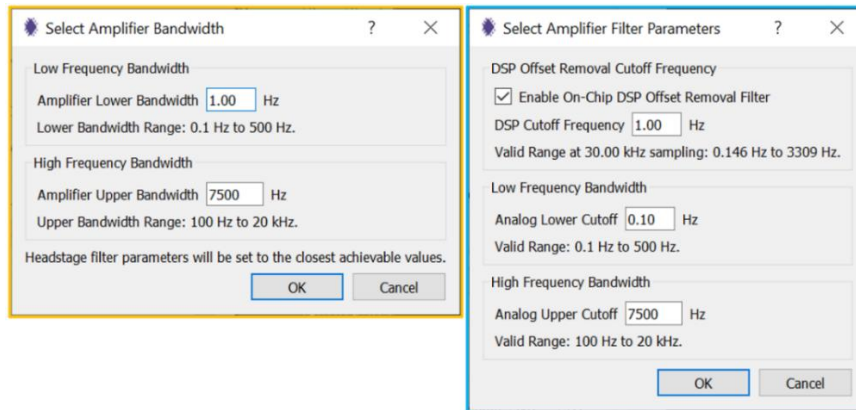 Select Amplifier Bandwidth ? ×
Low Frequency Bandwidth
Amplifier Lower Bandwidth 1.00 Hz
Lower Bandwidth Range: 0.1 Hz to 500 Hz.
High Frequency Bandwidth
Amplifier Upper Bandwidth 7500 Hz
Upper Bandwidth Range: 100 Hz to 20 kHz.
Headstage filter parameters will be set to the closest achievable values.
OK Cancel
Select Amplifier Filter Parameters ? ×
DSP Offset Removal Cutoff Frequency
Enable On-Chip DSP Offset Removal Filter
DSP Cutoff Frequency 1.00 Hz
Valid Range at 30.00 kHz sampling: 0.146 Hz to 3309 Hz.
Low Frequency Bandwidth
Analog Lower Cutoff 0.10 Hz
Valid Range: 0.1 Hz to 500 Hz.
High Frequency Bandwidth
Analog Upper Cutoff 7500 Hz
Valid Range: 100 Hz to 20 kHz.
OK Cancel